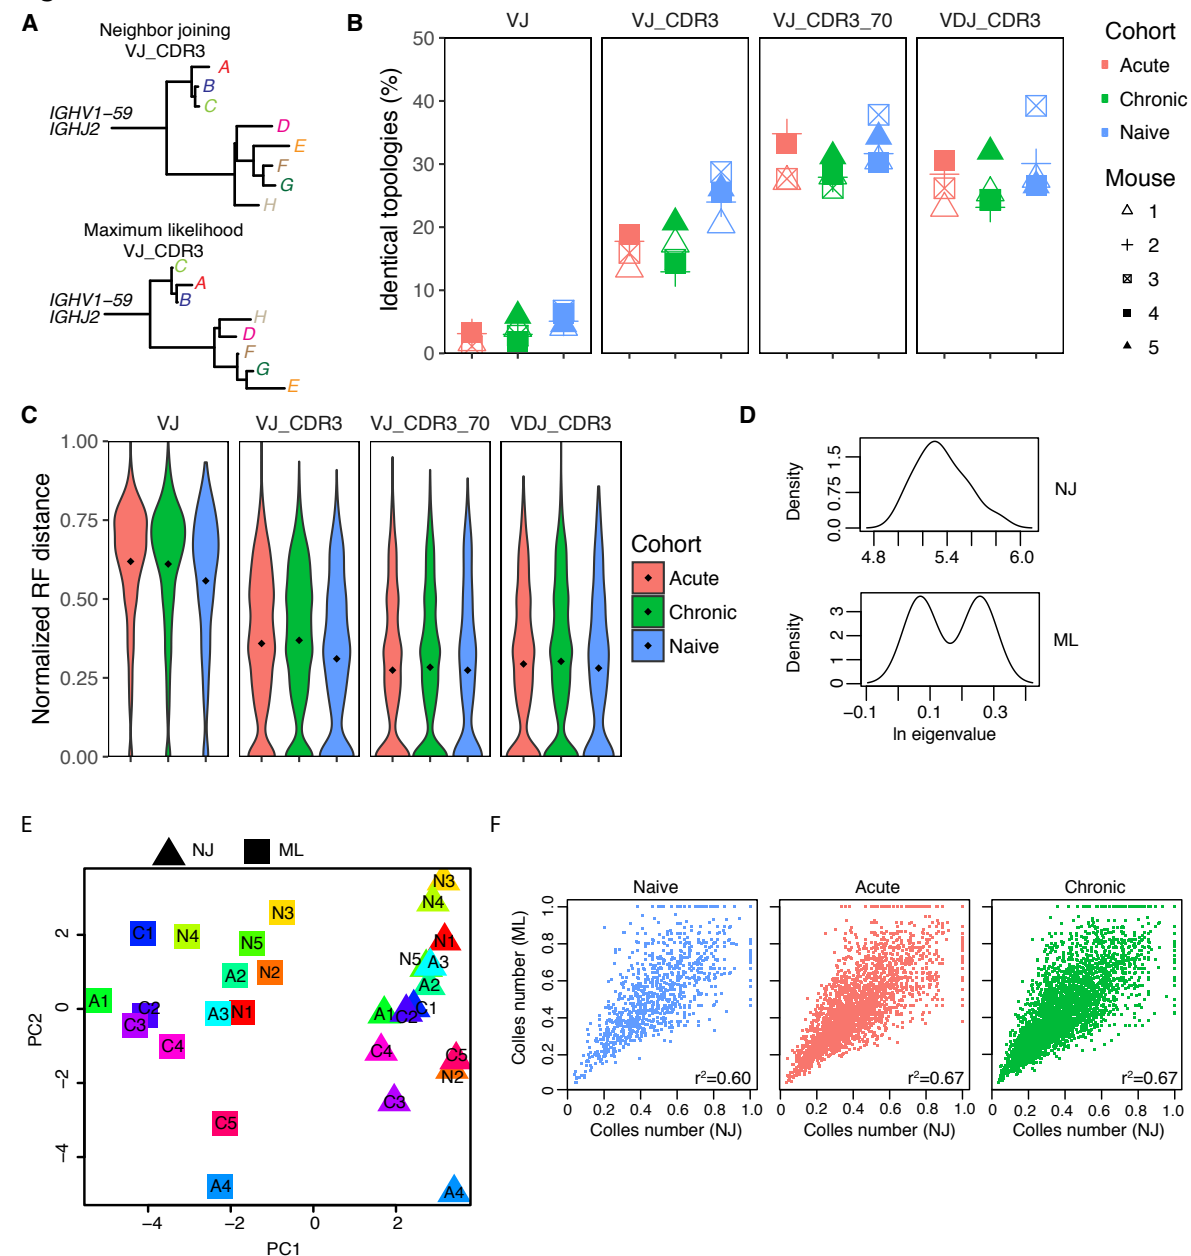 A
Neighbor joining
VJ_CDR3
A
B
C
IGHV1−59
IGHJ2
D
E
F
G
H
Maximum likelihood
VJ_CDR3
C
A
B
IGHV1−59
IGHJ2
H
D
F
G
E
B
VJ
VJ_CDR3
VJ_CDR3_70
VDJ_CDR3
Identical topologies (%)
50
40
30
20
10
0
Cohort
Acute
Chronic
Naive
Mouse
1
2
3
4
5
C
VJ
VJ_CDR3
VJ_CDR3_70
VDJ_CDR3
Normalized RF distance
1.00
0.75
0.50
0.25
0.00
Cohort
Acute
Chronic
Naive
D
Density
0.0 0.75 1.5
NJ
4.8 5.4 6.0
Density
0 1 2 3
ML
−0.1 0.1 0.3
ln eigenvalue
E
NJ ML
PC2
2
0
−2
−4
N3
N4
N3
C1
N4
N5
N1
N5
A3
A2
N2
A2
A1
C2
A3
N1
A1
C2
C1
C3
C4
C4
C5
N2
C3
C5
A4
A4
−4 −2 0 2
PC1
F
Naive
Acute
Chronic
Colles number (ML)
0 0.2 0.4 0.6 0.8 1.0
r²=0.60
r²=0.67
r²=0.67
0 0.2 0.4 0.6 0.8 1.0
0 0.2 0.4 0.6 0.8 1.0
0 0.2 0.4 0.6 0.8 1.0
Colles number (NJ)
Colles number (NJ)
Colles number (NJ)